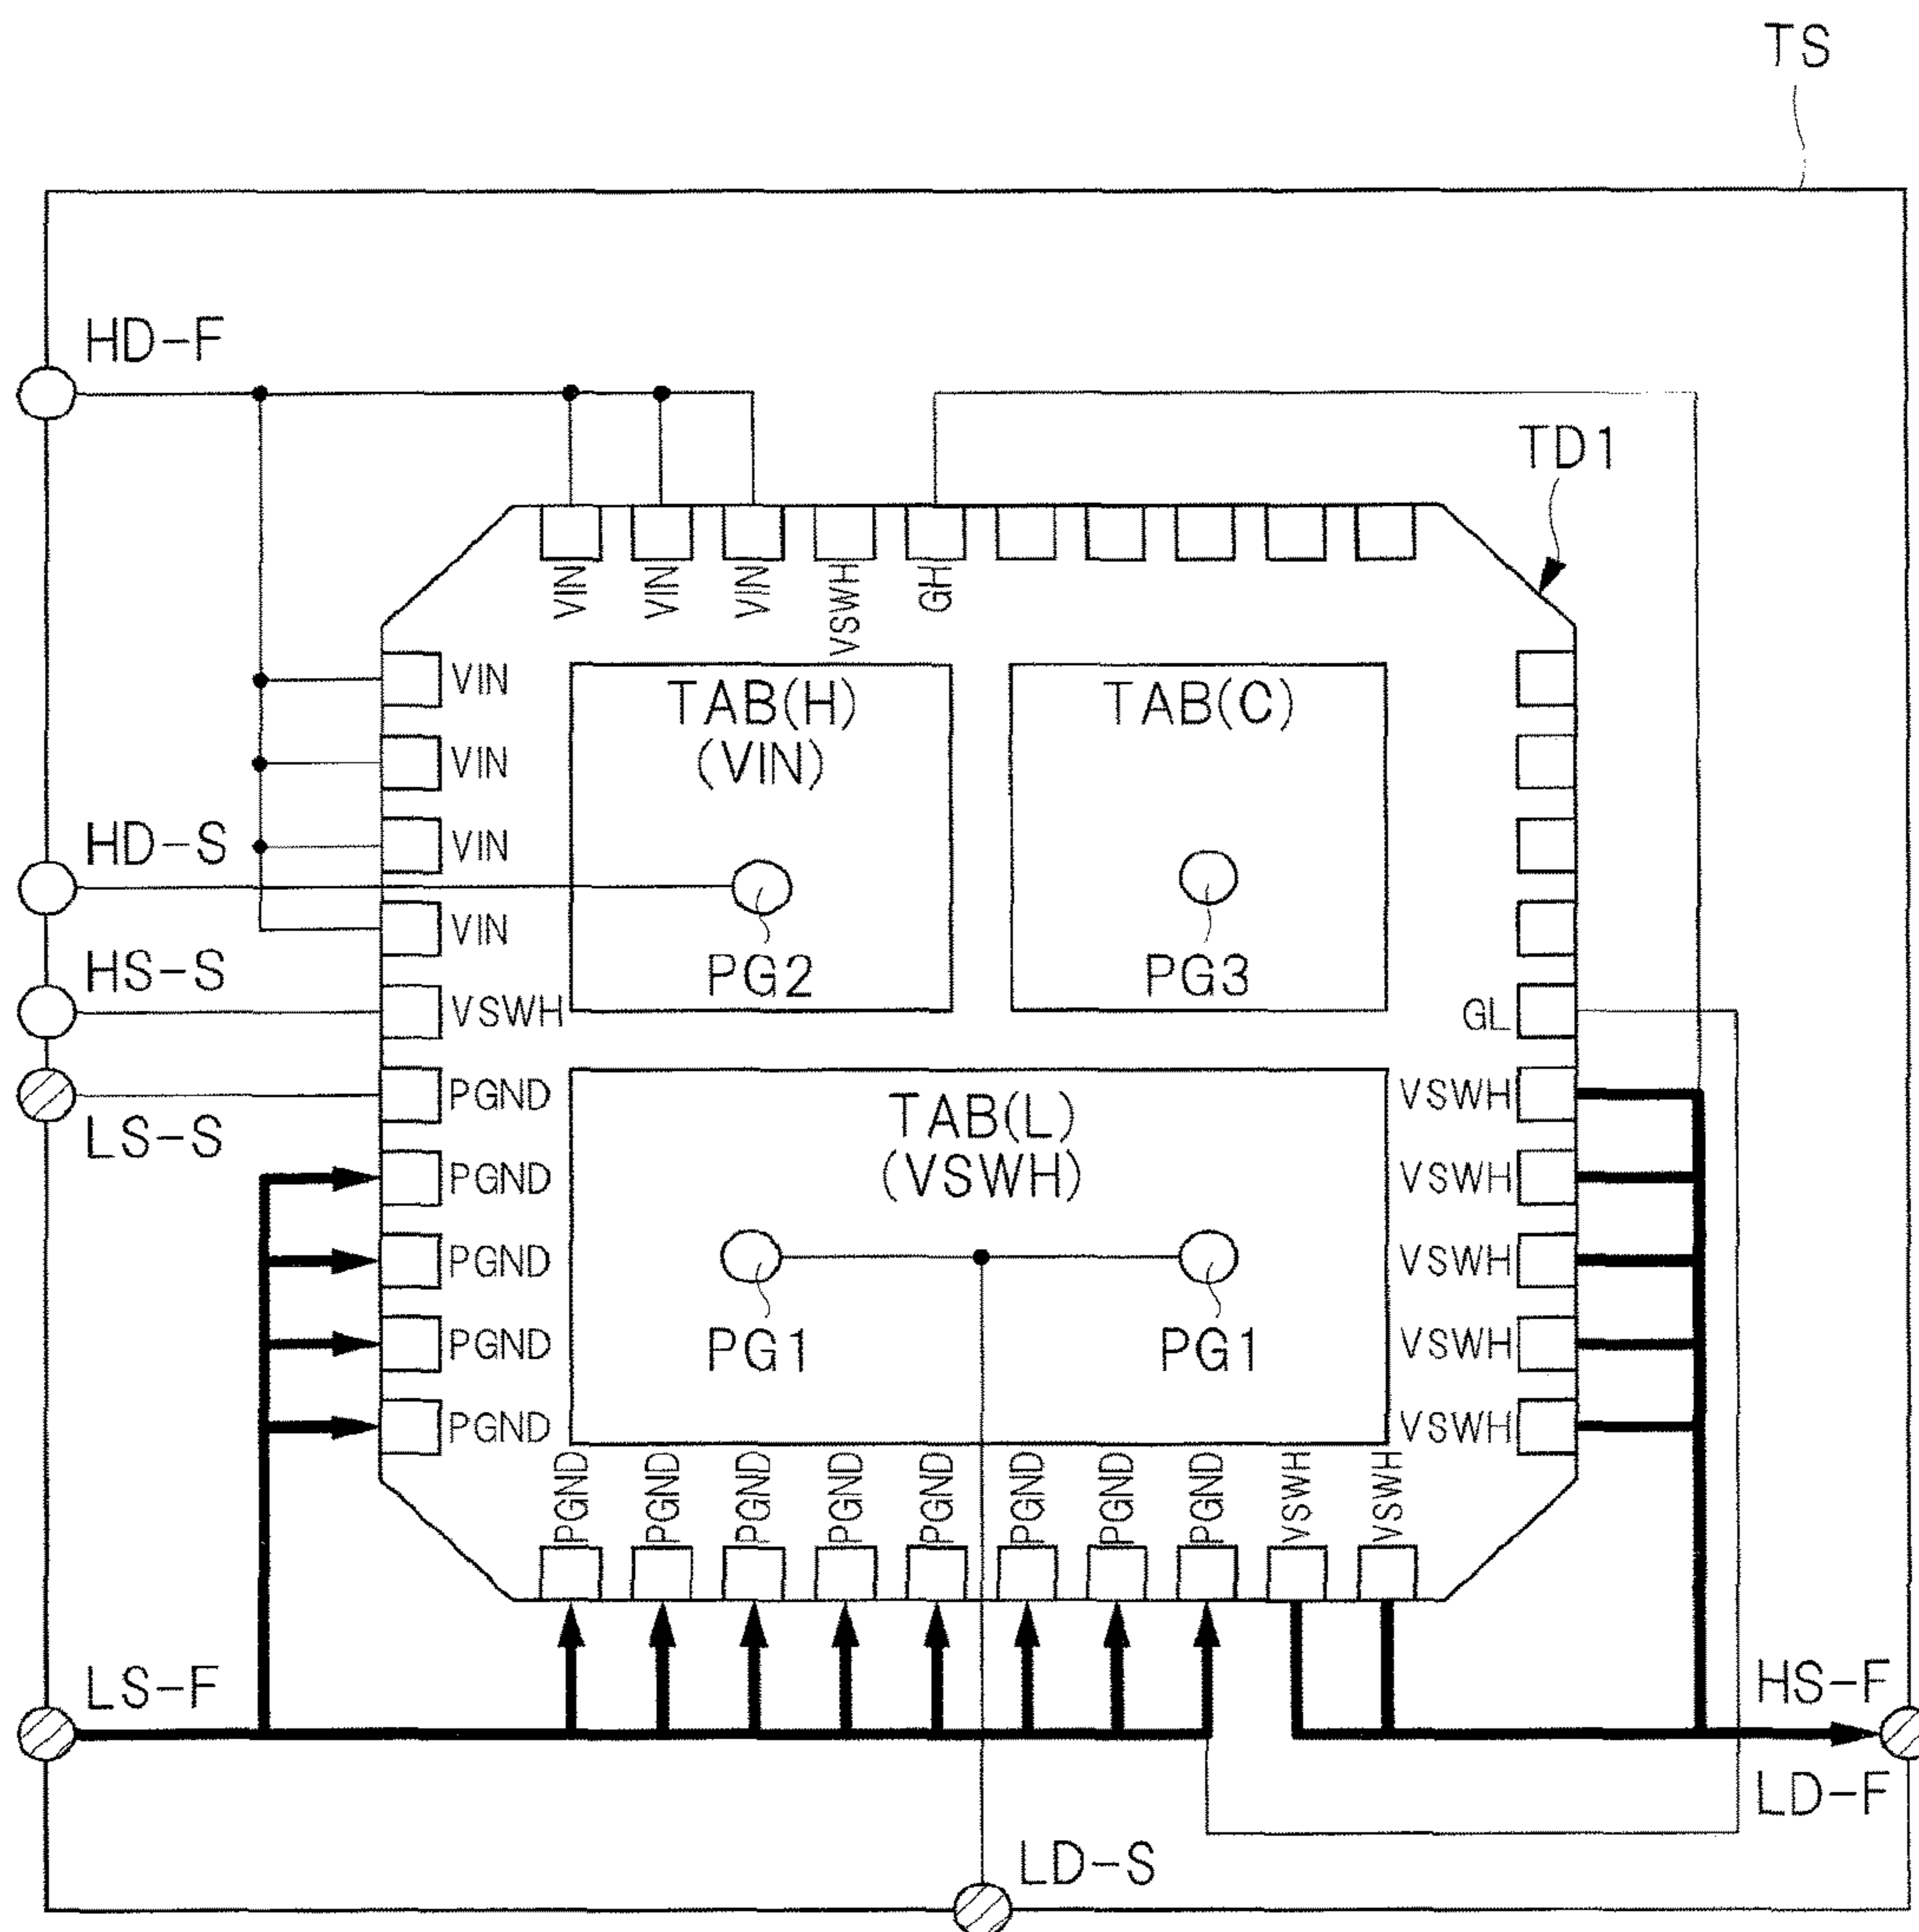 TS
HD-F
TD1
VIN
VIN
VIN
VSWH
GH
VIN
TAB(H)
(VIN)
TAB(C)
VIN
HD-S
VIN
VIN
HS-S
PG2
PG3
VSWH
GL
PGND
VSWH
LS-S
TAB(L)
(VSWH)
PGND
VSWH
PGND
VSWH
PGND
PG1
PG1
VSWH
PGND
VSWH
PGND
PGND
PGND
PGND
PGND
PGND
PGND
PGND
VSWH
VSWH
LS-F
HS-F
LD-F
LD-S